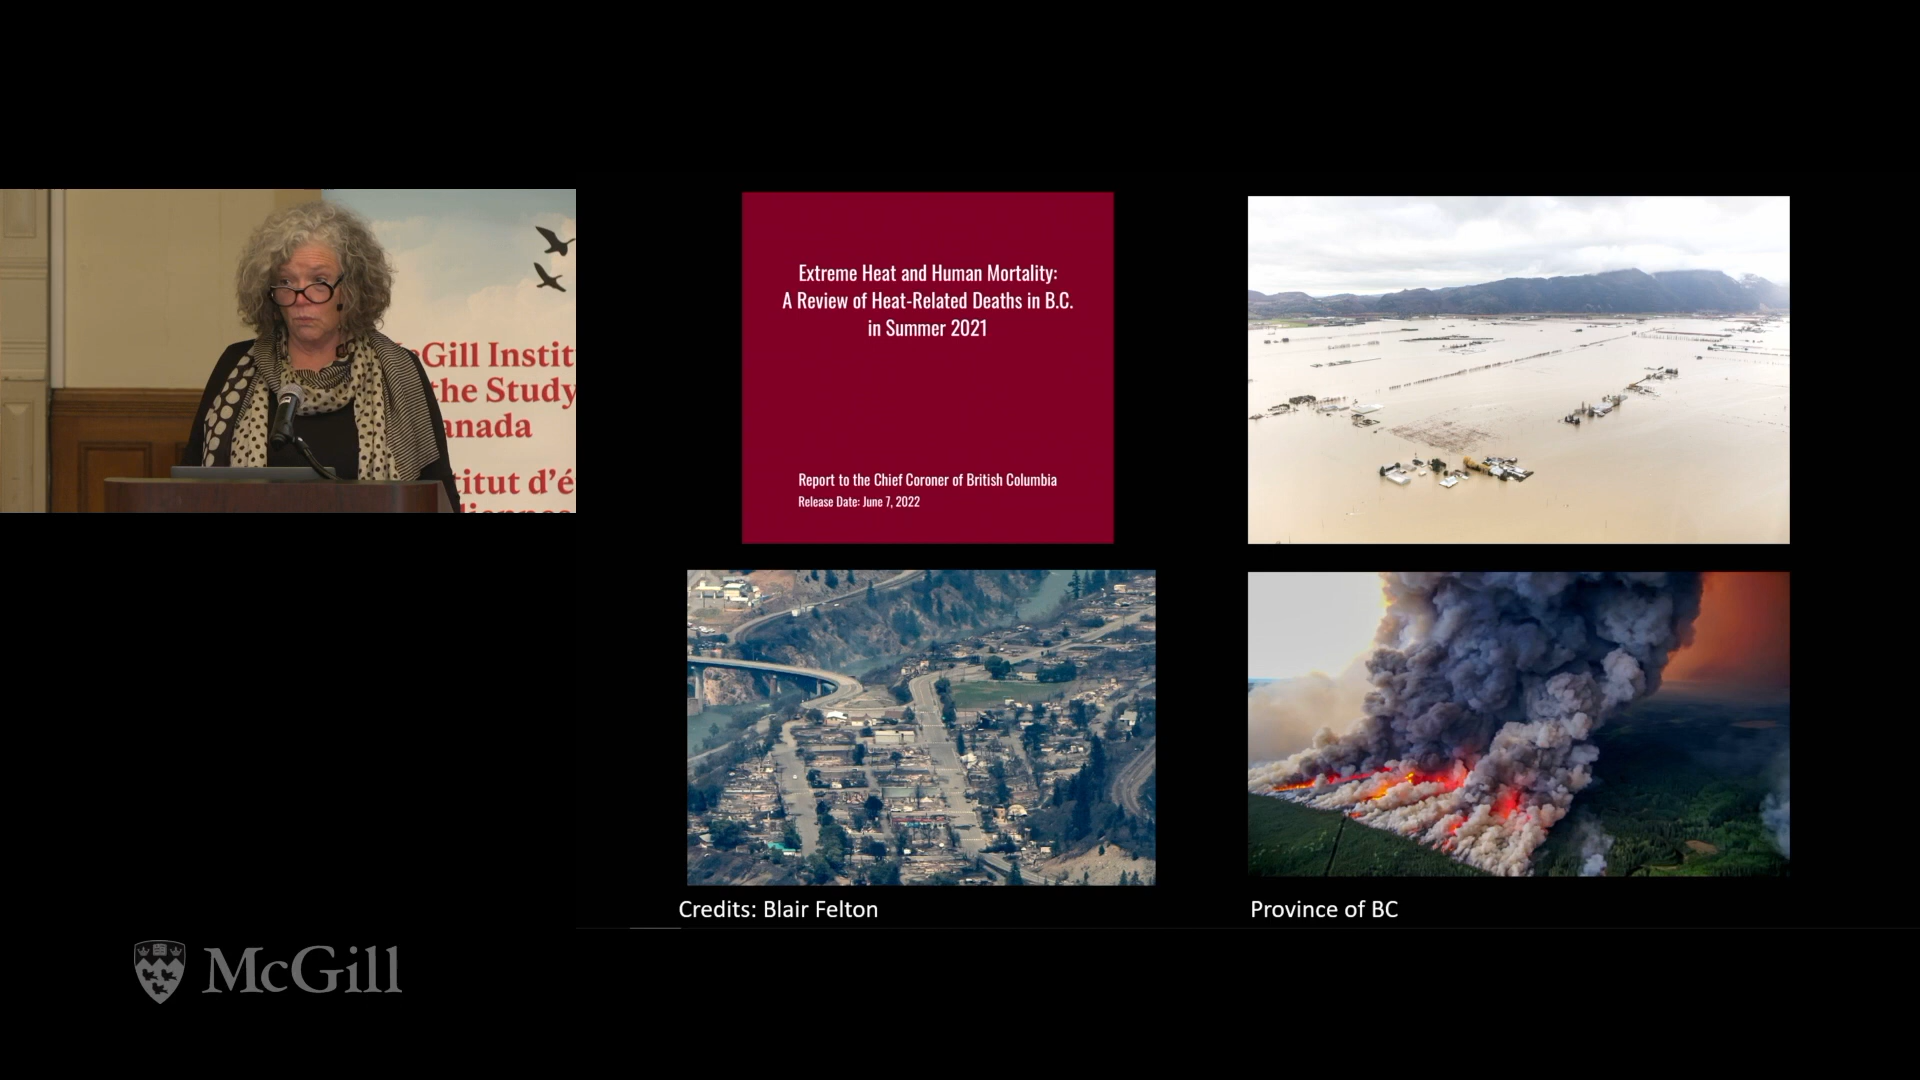 Gill Instit
the Study
anada
titut d'é
Extreme Heat and Human Mortality:
A Review of Heat-Related Deaths in B.C.
in Summer 2021
Report to the Chief Coroner of British Columbia
Release Date: June 7, 2022
Credits: Blair Felton
Province of BC
McGill